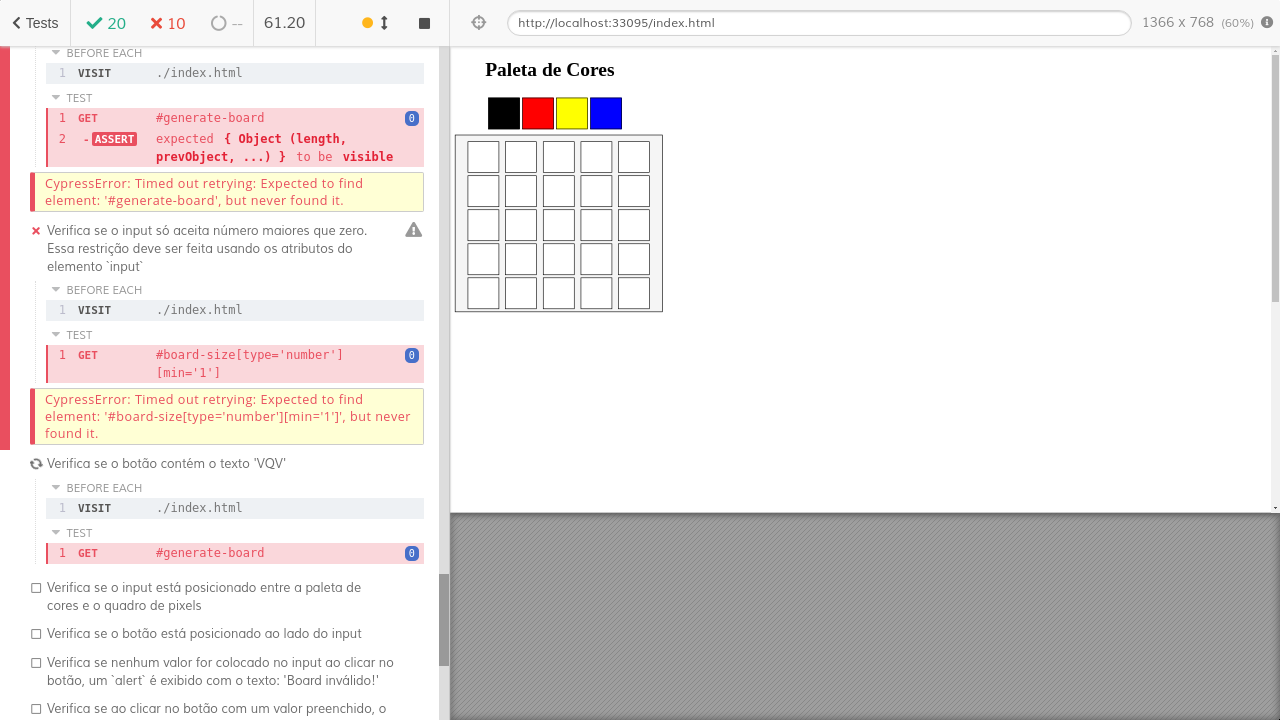 Tests
20
10
--
61.20
http://localhost:33095/index.html
1366 x 768 (60%)
BEFORE EACH
1 VISIT ./index.html
TEST
1 GET #generate-board 0
2 -ASSERT expected { Object (length,
prevObject, ...) } to be visible
CypressError: Timed out retrying: Expected to find
element: '#generate-board', but never found it.
Verifica se o input só aceita número maiores que zero.
Essa restrição deve ser feita usando os atributos do
elemento `input`
BEFORE EACH
1 VISIT ./index.html
TEST
1 GET #board-size[type='number'] 0
[min='1']
CypressError: Timed out retrying: Expected to find
element: '#board-size[type='number'][min='1']', but never
found it.
Verifica se o botão contém o texto 'VQV'
BEFORE EACH
1 VISIT ./index.html
TEST
1 GET #generate-board 0
Verifica se o input está posicionado entre a paleta de
cores e o quadro de pixels
Verifica se o botão está posicionado ao lado do input
Verifica se nenhum valor for colocado no input ao clicar no
botão, um `alert` é exibido com o texto: 'Board inválido!'
Verifica se ao clicar no botão com um valor preenchido, o
Paleta de Cores